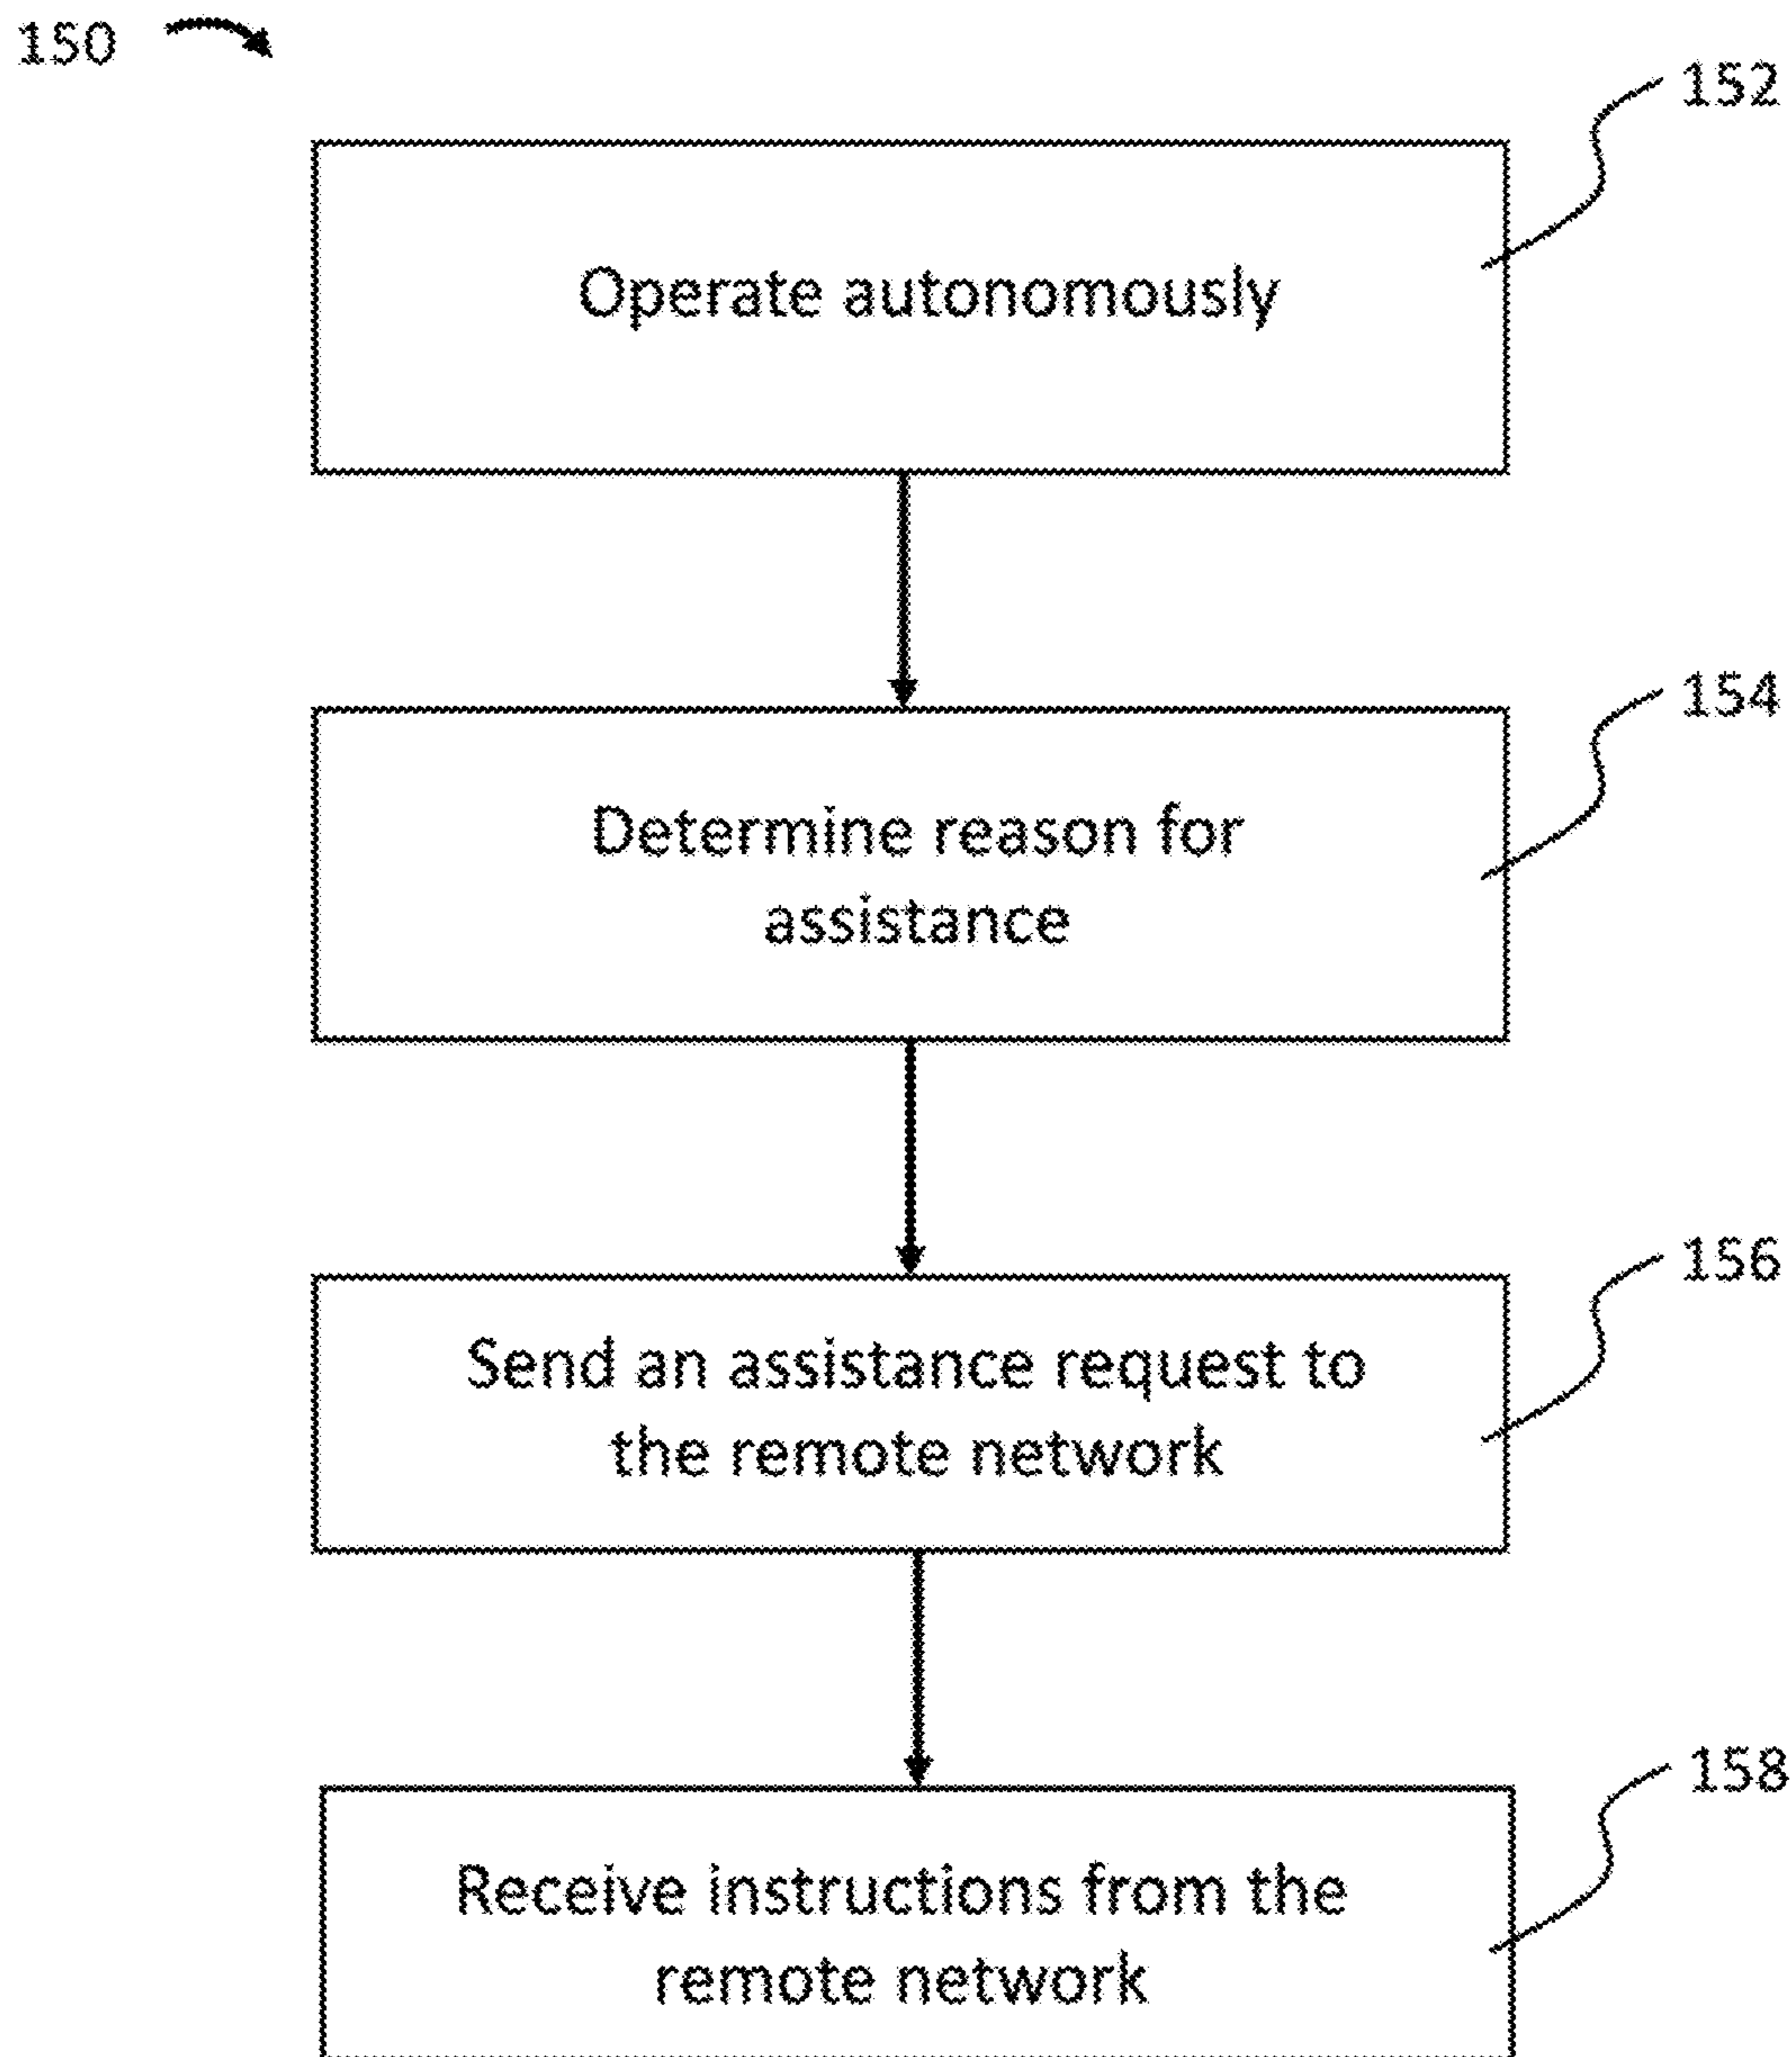 150
152
Operate autonomously
154
Determine reason for
assistance
156
Send an assistance request to
the remote network
158
Receive instructions from the
remote network